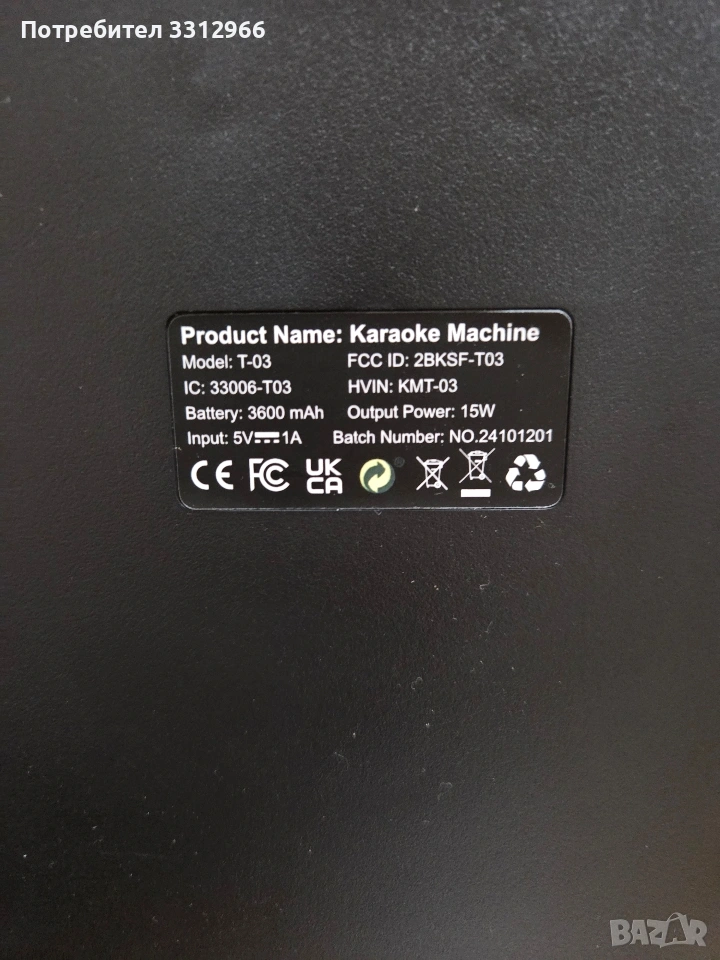 Потребител 3312966
Product Name: Karaoke Machine
Model: T-03 FCC ID: 2BKSF-T03
IC: 33006-T03 HVIN: KMT-03
Battery: 3600 mAh Output Power: 15W
Input: 5V⎓1A Batch Number: NO.24101201
CE FC UK CA
BAZAR